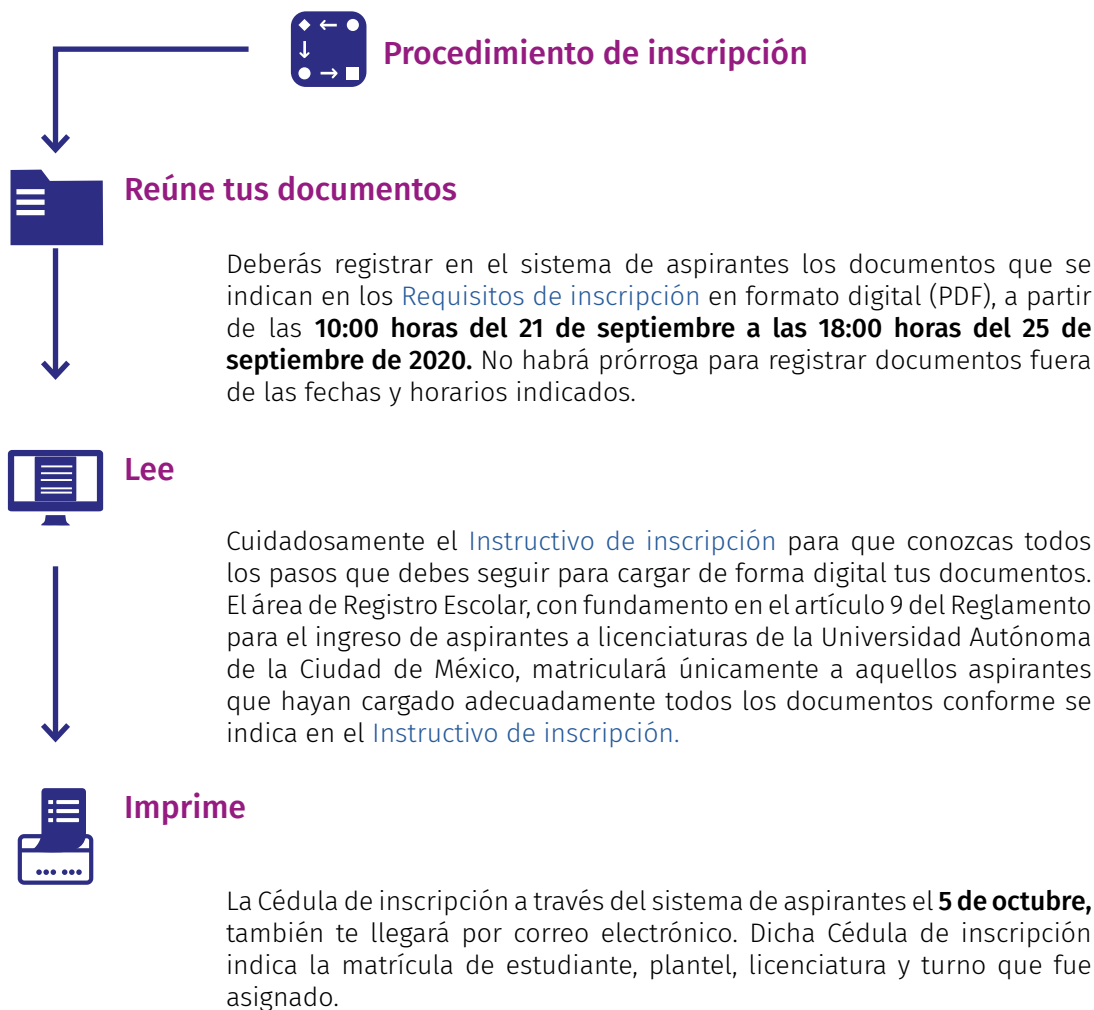 Procedimiento de inscripción
Reúne tus documentos
Deberás registrar en el sistema de aspirantes los documentos que se
indican en los Requisitos de inscripción en formato digital (PDF), a partir
de las 10:00 horas del 21 de septiembre a las 18:00 horas del 25 de
septiembre de 2020. No habrá prórroga para registrar documentos fuera
de las fechas y horarios indicados.
Lee
Cuidadosamente el Instructivo de inscripción para que conozcas todos
los pasos que debes seguir para cargar de forma digital tus documentos.
El área de Registro Escolar, con fundamento en el artículo 9 del Reglamento
para el ingreso de aspirantes a licenciaturas de la Universidad Autónoma
de la Ciudad de México, matriculará únicamente a aquellos aspirantes
que hayan cargado adecuadamente todos los documentos conforme se
indica en el Instructivo de inscripción.
Imprime
La Cédula de inscripción a través del sistema de aspirantes el 5 de octubre,
también te llegará por correo electrónico. Dicha Cédula de inscripción
indica la matrícula de estudiante, plantel, licenciatura y turno que fue
asignado.